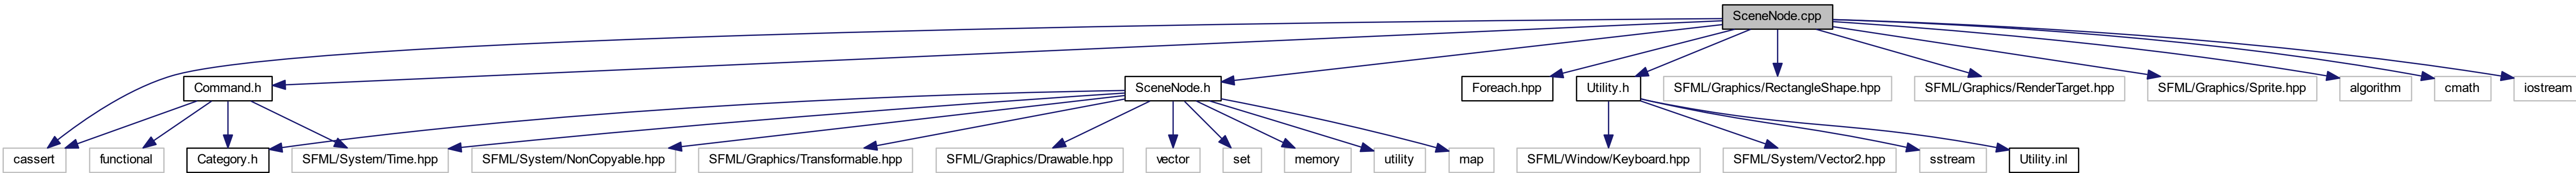 SceneNode.cpp
Command.h
SceneNode.h
Foreach.hpp
Utility.h
SFML/Graphics/RectangleShape.hpp
SFML/Graphics/RenderTarget.hpp
SFML/Graphics/Sprite.hpp
algorithm
cmath
iostream
cassert
functional
Category.h
SFML/System/Time.hpp
SFML/System/NonCopyable.hpp
SFML/Graphics/Transformable.hpp
SFML/Graphics/Drawable.hpp
vector
set
memory
utility
map
SFML/Window/Keyboard.hpp
SFML/System/Vector2.hpp
sstream
Utility.inl